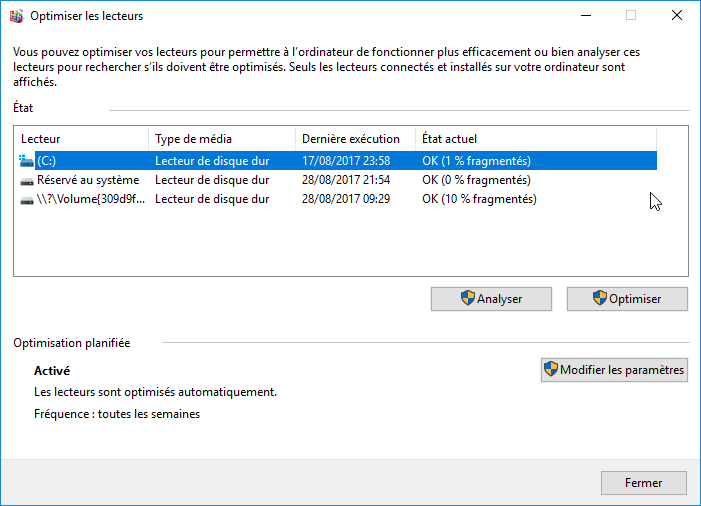 Optimiser les lecteurs
Vous pouvez optimiser vos lecteurs pour permettre à l'ordinateur de fonctionner plus efficacement ou bien analyser ces
lecteurs pour rechercher s'ils doivent être optimisés. Seuls les lecteurs connectés et installés sur votre ordinateur sont
affichés.
État
Lecteur Type de média Dernière exécution État actuel
(C:) Lecteur de disque dur 17/08/2017 23:58 OK (1 % fragmentés)
Réservé au système Lecteur de disque dur 28/08/2017 21:54 OK (0 % fragmentés)
\\?\Volume{309d9f... Lecteur de disque dur 28/08/2017 09:29 OK (10 % fragmentés)
Analyser Optimiser
Optimisation planifiée
Activé
Modifier les paramètres
Les lecteurs sont optimisés automatiquement.
Fréquence : toutes les semaines
Fermer